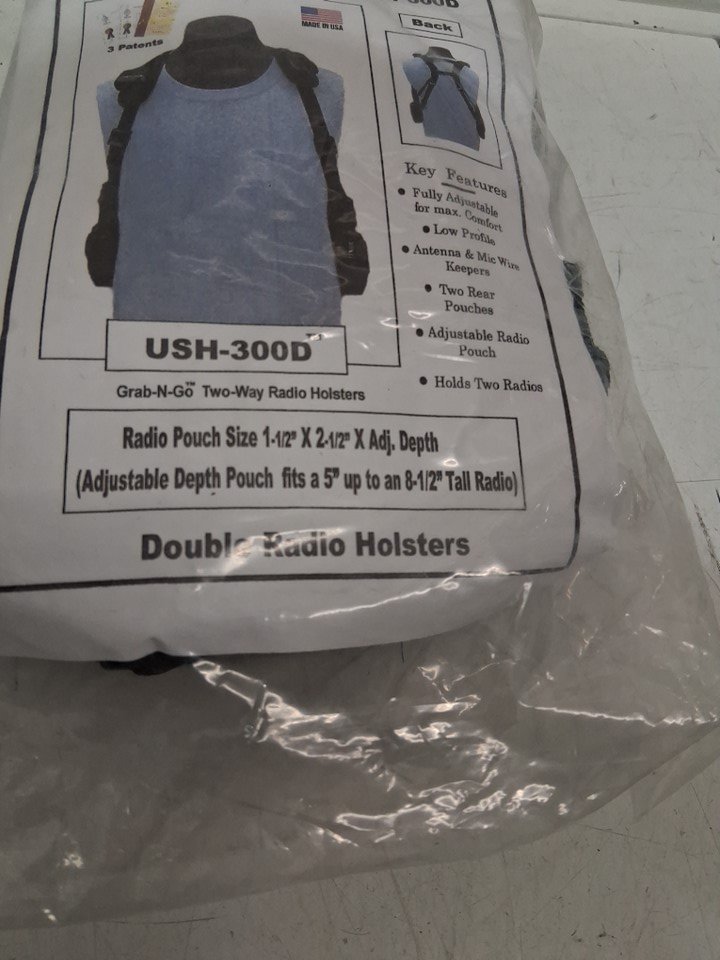 3 Patents
MADE IN USA
Back
Key Features
• Fully Adjustable
for max. Comfort
• Low Profile
• Antenna & Mic Wire
Keepers
• Two Rear
Pouches
• Adjustable Radio
Pouch
• Holds Two Radios
USH-300D™
Grab-N-Go™ Two-Way Radio Holsters
Radio Pouch Size 1-1/2" X 2-1/2" X Adj. Depth
(Adjustable Depth Pouch fits a 5" up to an 8-1/2" Tall Radio)
Double Radio Holsters